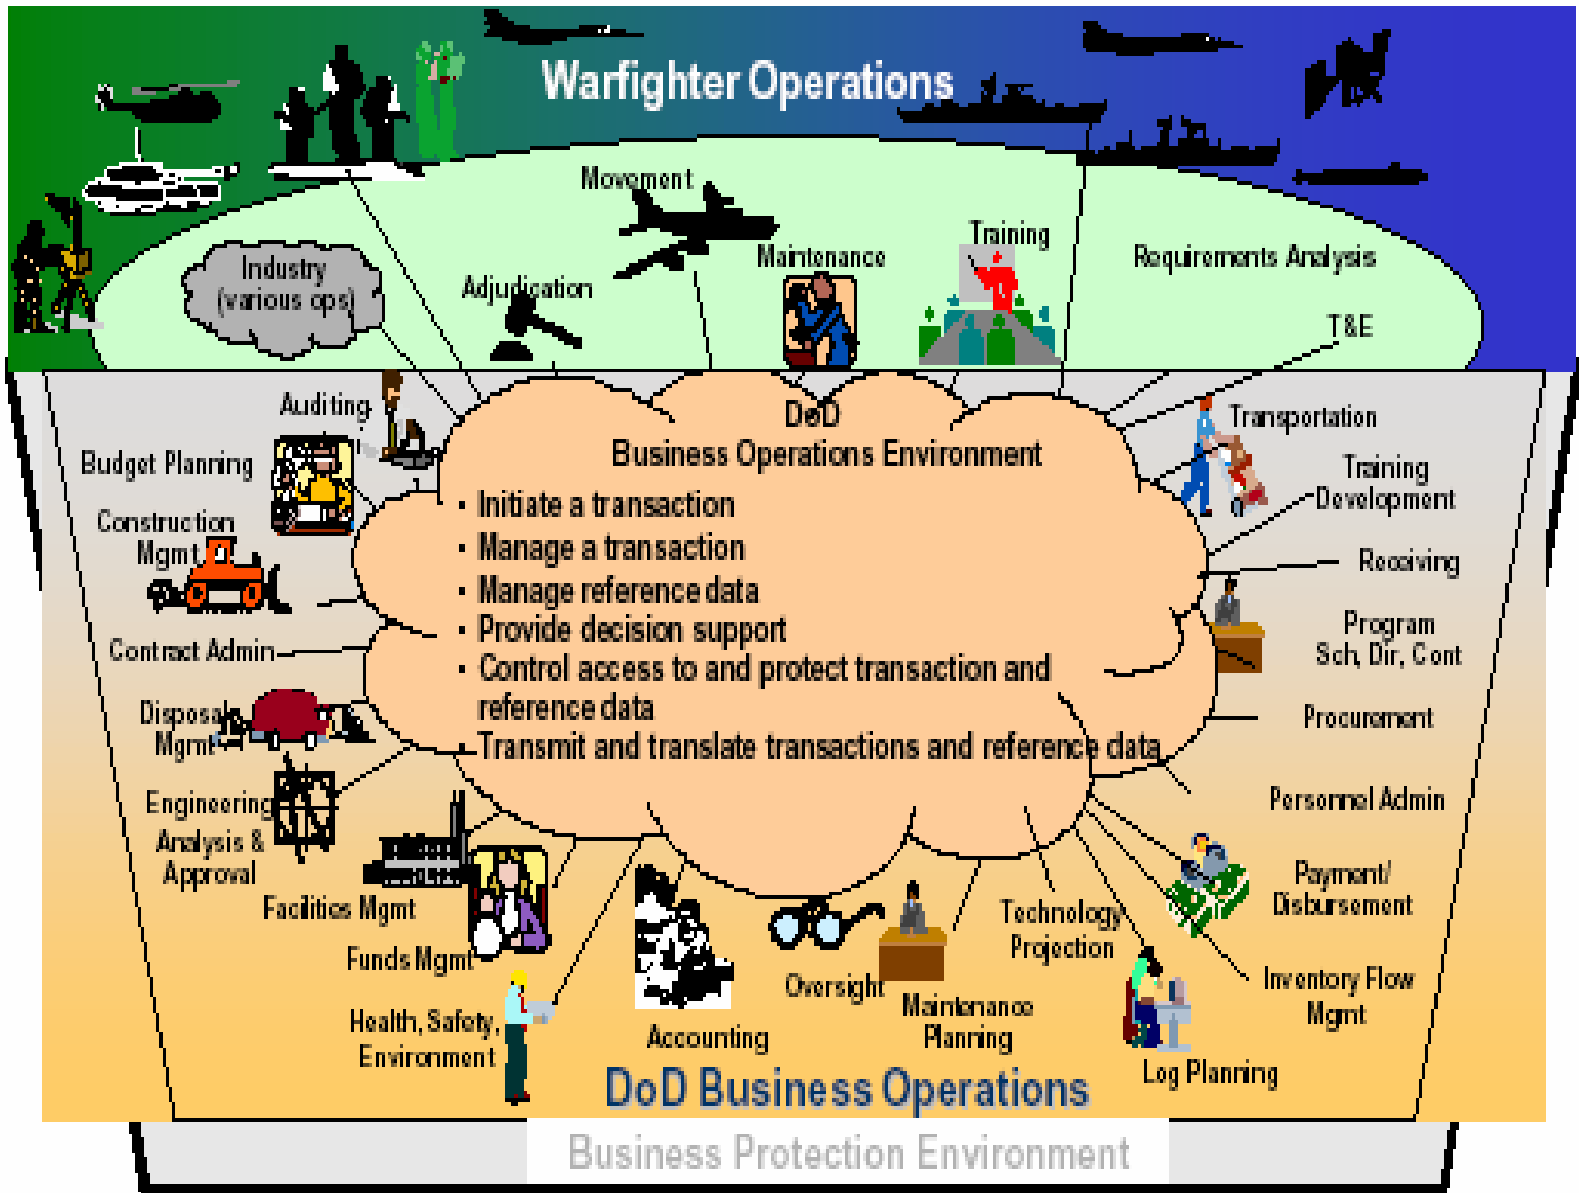 Warfighter Operations
Movement
Training
Maintenance
Requirements Analysis
Industry
(various ops)
Adjudication
T&E
Auditing
DoD
Business Operations Environment
Transportation
Budget Planning
Training
Development
Construction
Mgmt
• Initiate a transaction
• Manage a transaction
• Manage reference data
• Provide decision support
• Control access to and protect transaction and
reference data
• Transmit and translate transactions and reference data
Receiving
Program
Sch, Dir, Cont
Contract Admin
Disposal
Mgmt
Procurement
Engineering
Analysis &
Approval
Personnel Admin
Facilities Mgmt
Payment/
Disbursement
Funds Mgmt
Technology
Projection
Oversight
Maintenance
Planning
Inventory Flow
Mgmt
Health, Safety,
Environment
Accounting
Log Planning
DoD Business Operations
Business Protection Environment